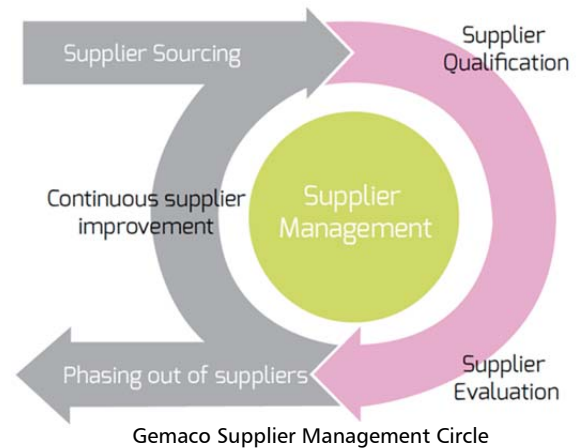 Supplier Sourcing
Supplier
Qualification
Continuous supplier
improvement
Supplier
Management
Phasing out of suppliers
Supplier
Evaluation
Gemaco Supplier Management Circle